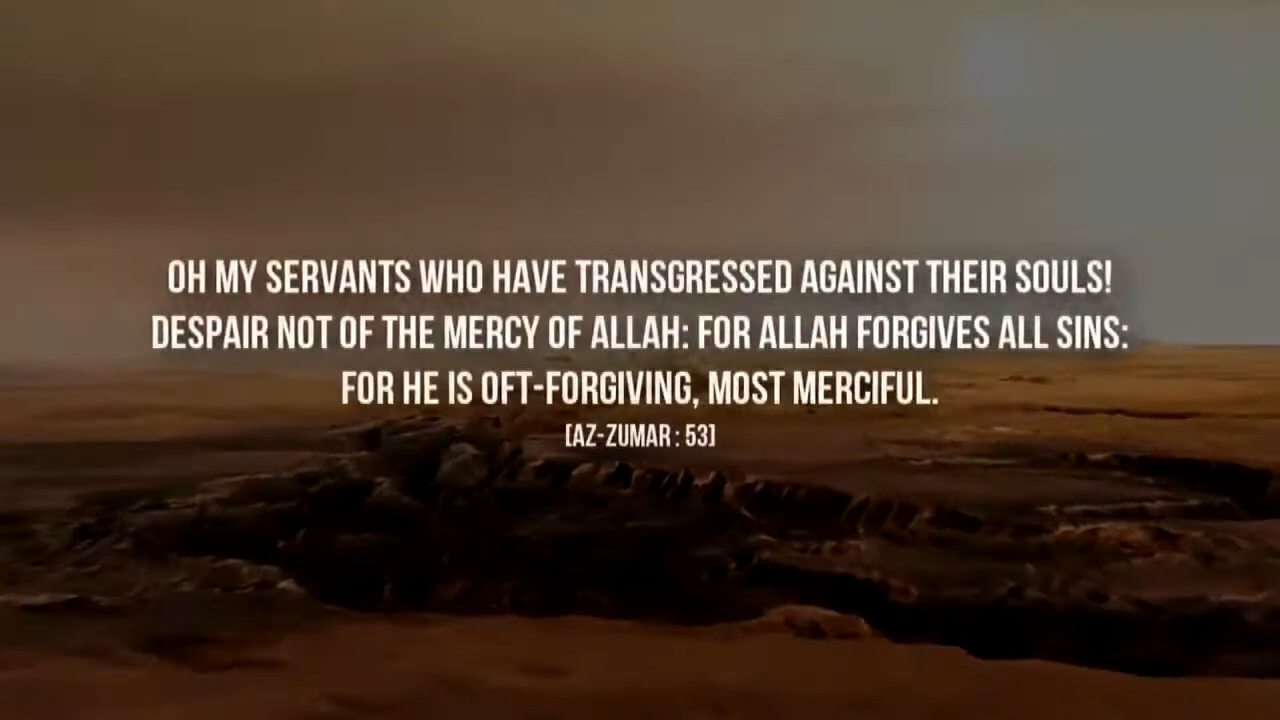 OH MY SERVANTS WHO HAVE TRANSGRESSED AGAINST THEIR SOULS!
DESPAIR NOT OF THE MERCY OF ALLAH: FOR ALLAH FORGIVES ALL SINS:
FOR HE IS OFT-FORGIVING, MOST MERCIFUL.
[AZ-ZUMAR : 53]